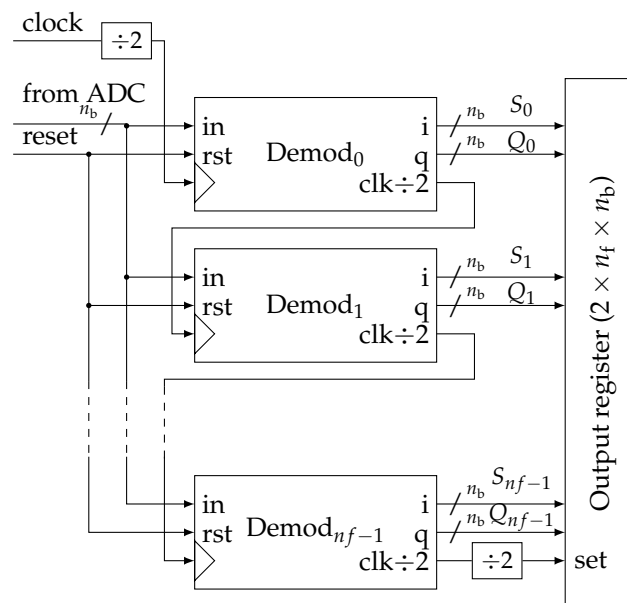 clock
÷2
from ADC
n_b
reset
in
rst
Demod_0
i
q
clk÷2
n_b
S_0
n_b
Q_0
in
rst
Demod_1
i
q
clk÷2
n_b
S_1
n_b
Q_1
in
rst
Demod_{nf−1}
i
q
clk÷2
n_b
S_{nf−1}
n_b
Q_{nf−1}
÷2
set
Output register (2 × n_f × n_b)